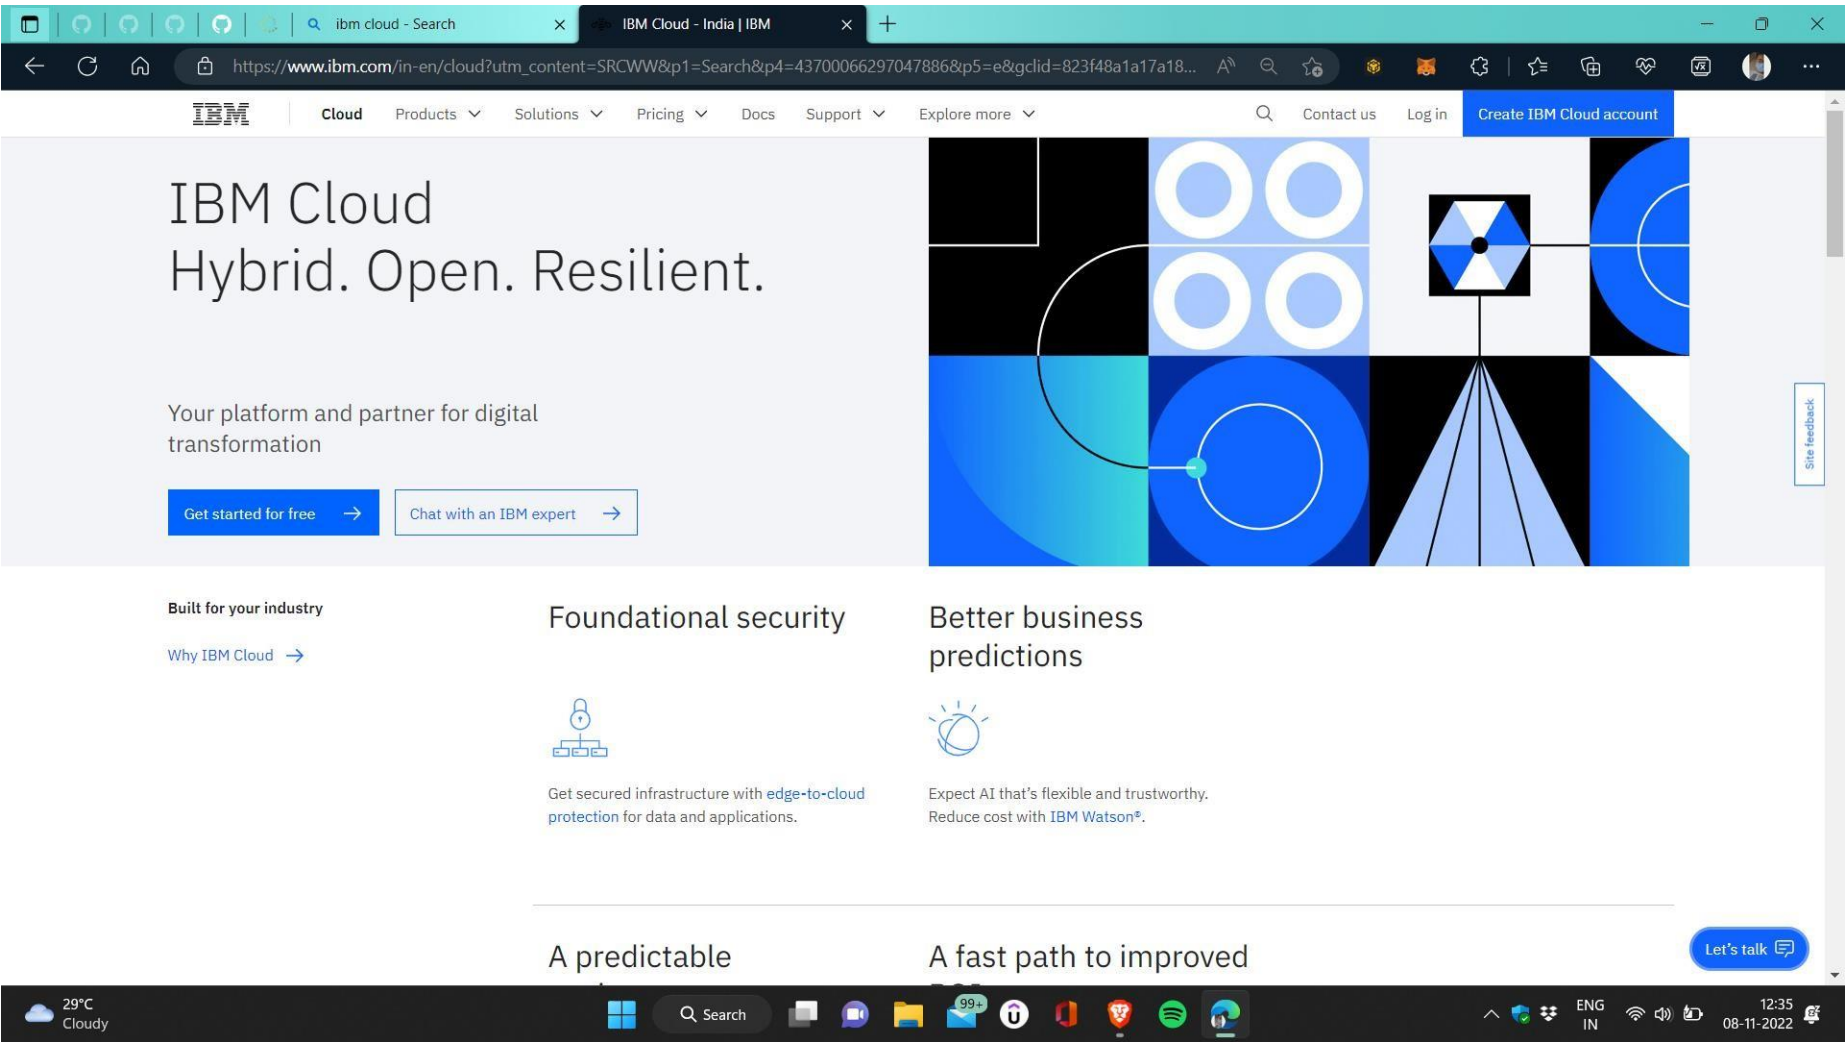 ibm cloud - Search
IBM Cloud - India | IBM
https://www.ibm.com/in-en/cloud?utm_content=SRCWW&p1=Search&p4=43700066297047886&p5=e&gclid=823f48a1a17a18...
IBM
Cloud
Products
Solutions
Pricing
Docs
Support
Explore more
Contact us
Log in
Create IBM Cloud account
IBM Cloud
Hybrid. Open. Resilient.
Your platform and partner for digital
transformation
Get started for free
Chat with an IBM expert
Site feedback
Built for your industry
Why IBM Cloud
Foundational security
Get secured infrastructure with edge-to-cloud
protection for data and applications.
Better business
predictions
Expect AI that's flexible and trustworthy.
Reduce cost with IBM Watson®.
A predictable
A fast path to improved
Let's talk
29°C
Cloudy
Search
99+
ENG
IN
12:35
08-11-2022